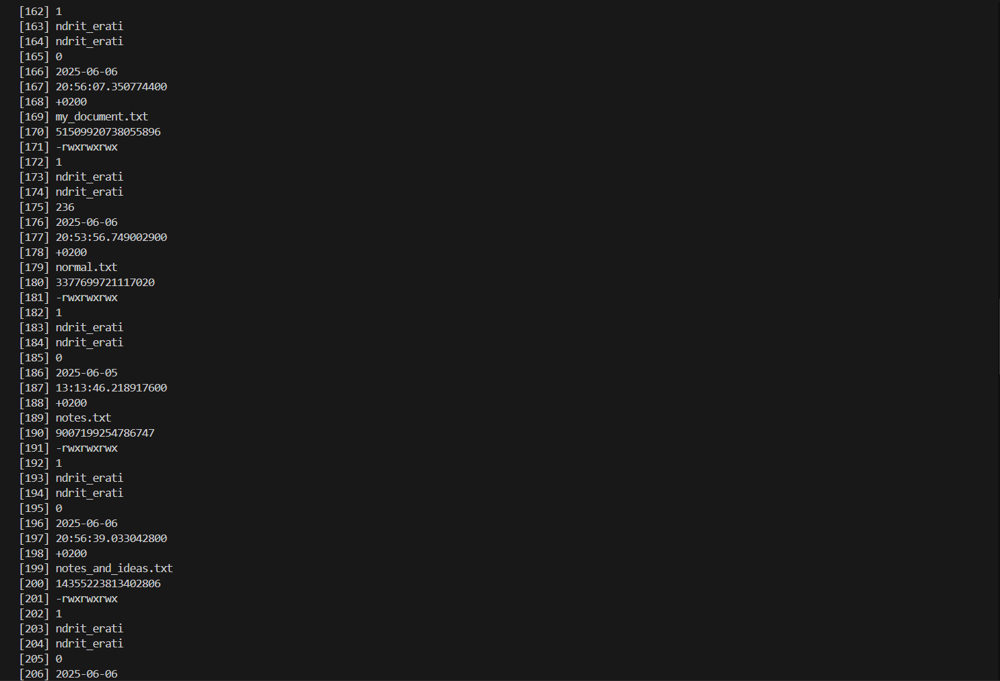 [162] 1
[163] ndrit_erati
[164] ndrit_erati
[165] 0
[166] 2025-06-06
[167] 20:56:07.350774400
[168] +0200
[169] my_document.txt
[170] 51509920738055896
[171] -rwxrwxrwx
[172] 1
[173] ndrit_erati
[174] ndrit_erati
[175] 236
[176] 2025-06-06
[177] 20:53:56.749002900
[178] +0200
[179] normal.txt
[180] 3377699721117020
[181] -rwxrwxrwx
[182] 1
[183] ndrit_erati
[184] ndrit_erati
[185] 0
[186] 2025-06-05
[187] 13:13:46.218917600
[188] +0200
[189] notes.txt
[190] 9007199254786747
[191] -rwxrwxrwx
[192] 1
[193] ndrit_erati
[194] ndrit_erati
[195] 0
[196] 2025-06-06
[197] 20:56:39.033042800
[198] +0200
[199] notes_and_ideas.txt
[200] 14355223813402806
[201] -rwxrwxrwx
[202] 1
[203] ndrit_erati
[204] ndrit_erati
[205] 0
[206] 2025-06-06